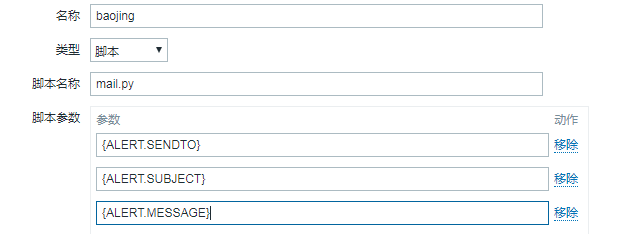 名称 baojing
类型 脚本
脚本名称 mail.py
脚本参数 参数 动作
{ALERT.SENDTO} 移除
{ALERT.SUBJECT} 移除
{ALERT.MESSAGE} 移除